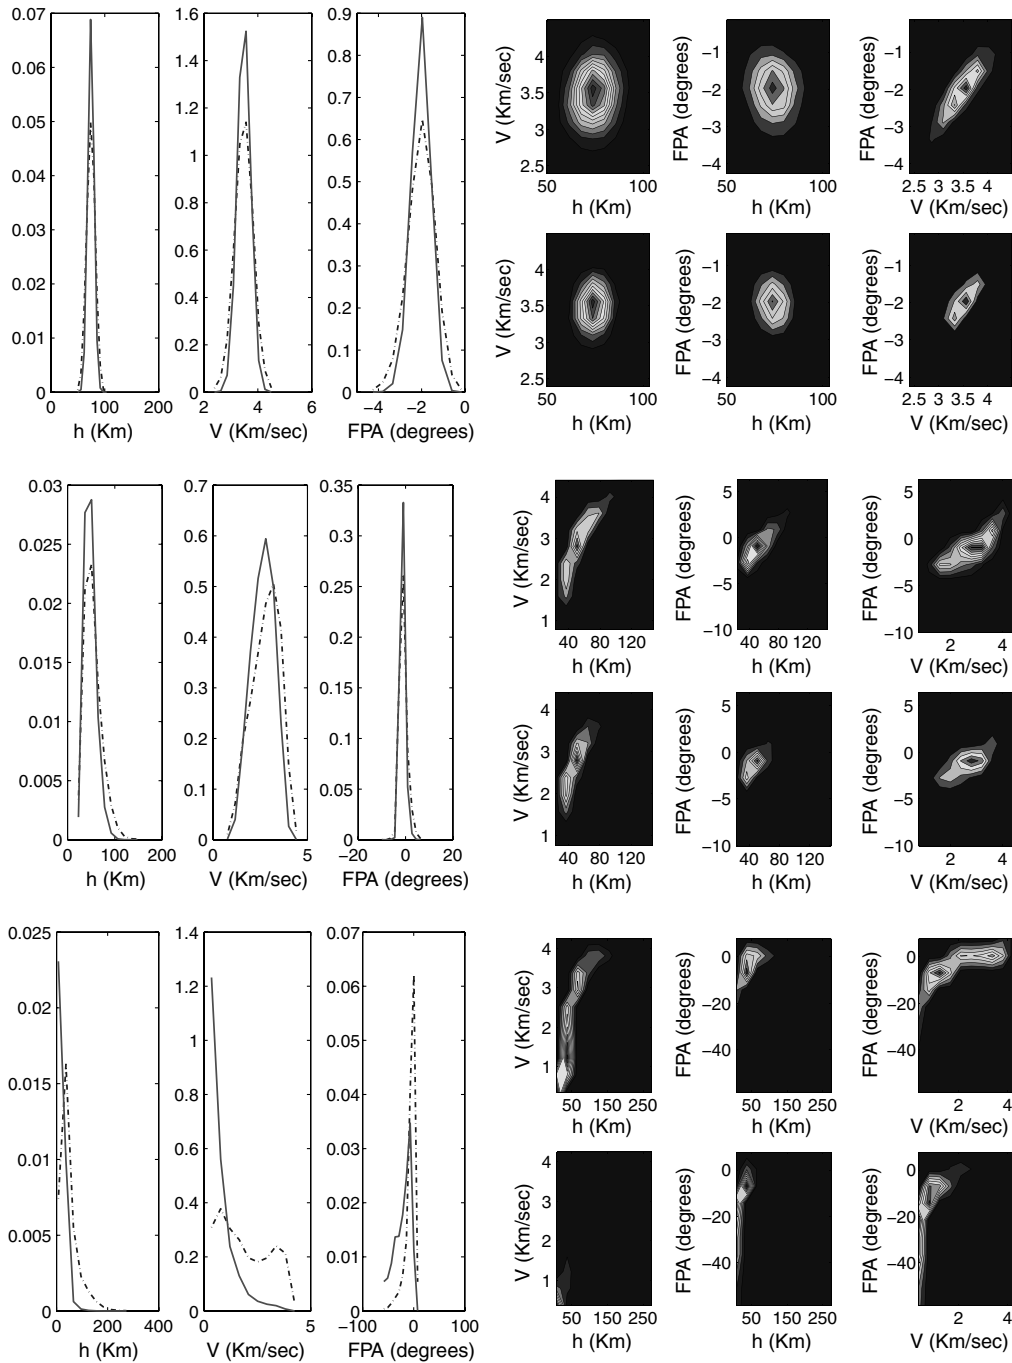 0.07
0.06
0.05
0.04
0.03
0.02
0.01
0
0 100 200
h (Km)
1.6
1.4
1.2
1
0.8
0.6
0.4
0.2
0
2 4 6
V (Km/sec)
0.9
0.8
0.7
0.6
0.5
0.4
0.3
0.2
0.1
0
−4 −2 0
FPA (degrees)
V (Km/sec)
4
3.5
3
2.5
50 100
h (Km)
FPA (degrees)
−1
−2
−3
−4
50 100
h (Km)
FPA (degrees)
−1
−2
−3
−4
2.5 3 3.5 4
V (Km/sec)
V (Km/sec)
4
3.5
3
2.5
50 100
h (Km)
FPA (degrees)
−1
−2
−3
−4
50 100
h (Km)
FPA (degrees)
−1
−2
−3
−4
2.5 3 3.5 4
V (Km/sec)
0.03
0.025
0.02
0.015
0.01
0.005
0
0 100 200
h (Km)
0.7
0.6
0.5
0.4
0.3
0.2
0.1
0
0 5
V (Km/sec)
0.35
0.3
0.25
0.2
0.15
0.1
0.05
0
−20 0 20
FPA (degrees)
V (Km/sec)
4
3
2
1
40 80 120
h (Km)
FPA (degrees)
5
0
−5
−10
40 80 120
h (Km)
FPA (degrees)
5
0
−5
−10
2 4
V (Km/sec)
V (Km/sec)
4
3
2
1
40 80 120
h (Km)
FPA (degrees)
5
0
−5
−10
40 80 120
h (Km)
FPA (degrees)
5
0
−5
−10
2 4
V (Km/sec)
0.025
0.02
0.015
0.01
0.005
0
0 200 400
h (Km)
1.4
1.2
1
0.8
0.6
0.4
0.2
0
0 5
V (Km/sec)
0.07
0.06
0.05
0.04
0.03
0.02
0.01
0
−100 0 100
FPA (degrees)
V (Km/sec)
4
3
2
1
50 150 250
h (Km)
FPA (degrees)
0
−20
−40
50 150 250
h (Km)
FPA (degrees)
0
−20
−40
2 4
V (Km/sec)
V (Km/sec)
4
3
2
1
50 150 250
h (Km)
FPA (degrees)
0
−20
−40
50 150 250
h (Km)
FPA (degrees)
0
−20
−40
2 4
V (Km/sec)